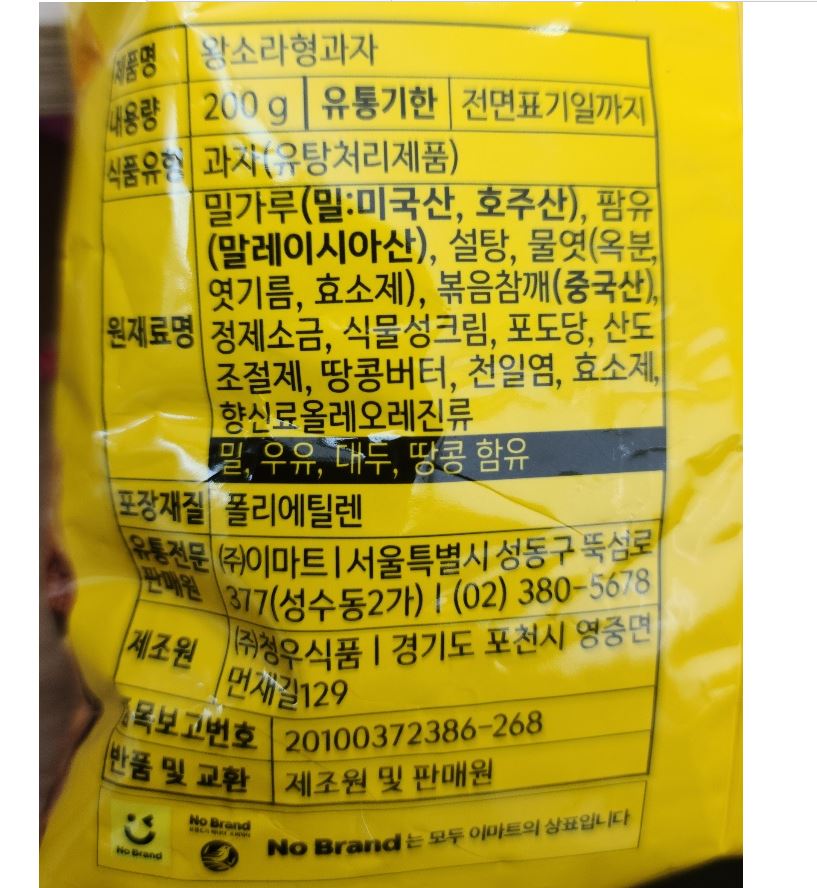 제품명 왕소라형과자
내용량 200 g 유통기한 전면표기일까지
식품유형 과자(유탕처리제품)
원재료명 밀가루(밀:미국산, 호주산), 팜유
(말레이시아산), 설탕, 물엿(옥분,
엿기름, 효소제), 볶음참깨(중국산),
정제소금, 식물성크림, 포도당, 산도
조절제, 땅콩버터, 천일염, 효소제,
향신료올레오레진류
밀, 우유, 대두, 땅콩 함유
포장재질 폴리에틸렌
유통전문
판매원
(주)이마트 | 서울특별시 성동구 뚝섬로
377(성수동2가) | (02) 380-5678
제조원 (주)청우식품 | 경기도 포천시 영중면
먼재길129
품목보고번호 20100372386-268
반품 및 교환 제조원 및 판매원
No Brand
No Brand
No Brand 는 모두 이마트의 상표입니다